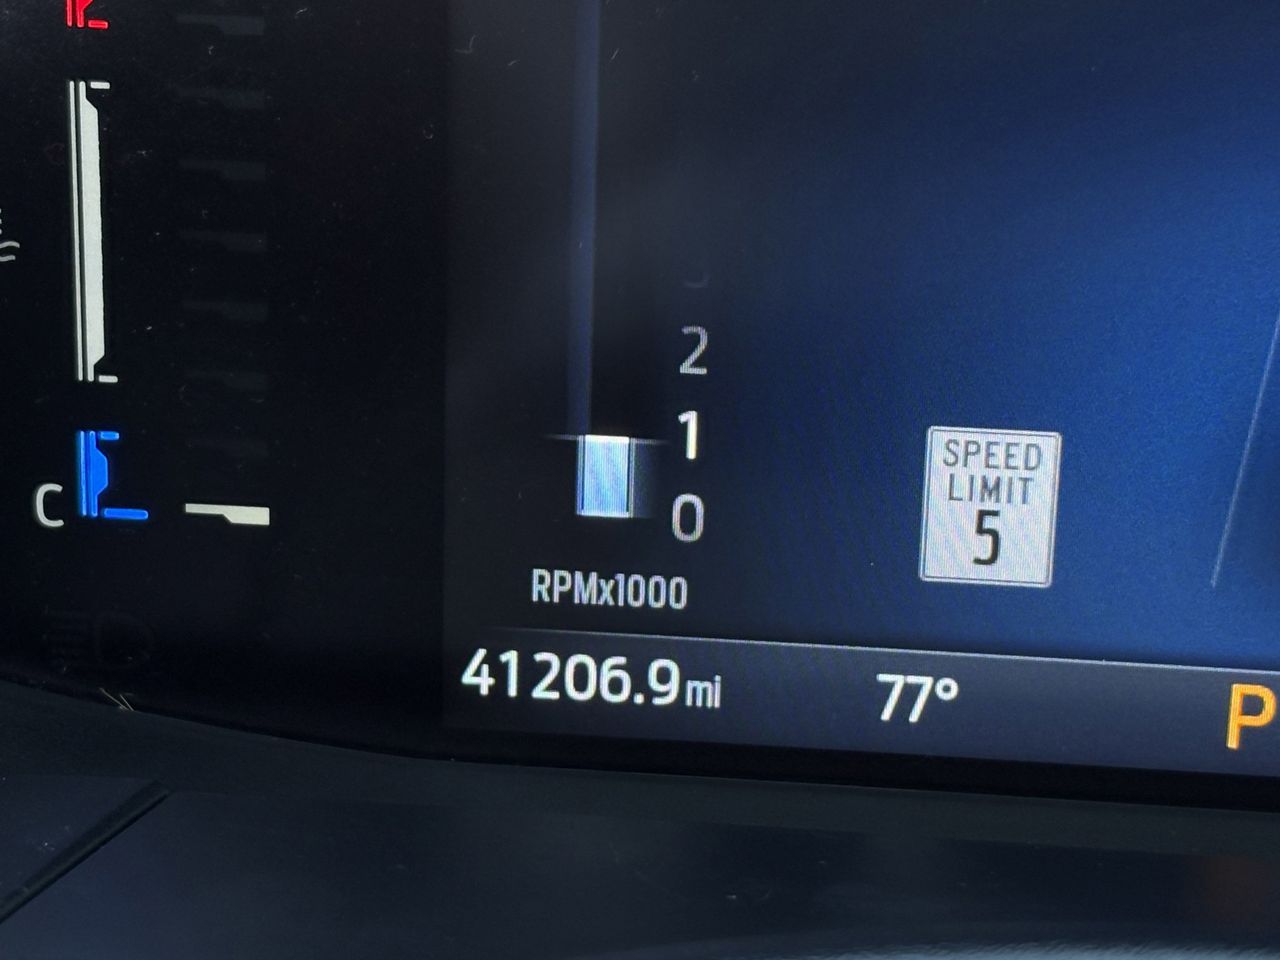 2
1
C
0
RPMx1000
SPEED
LIMIT
5
41206.9mi
77°
P